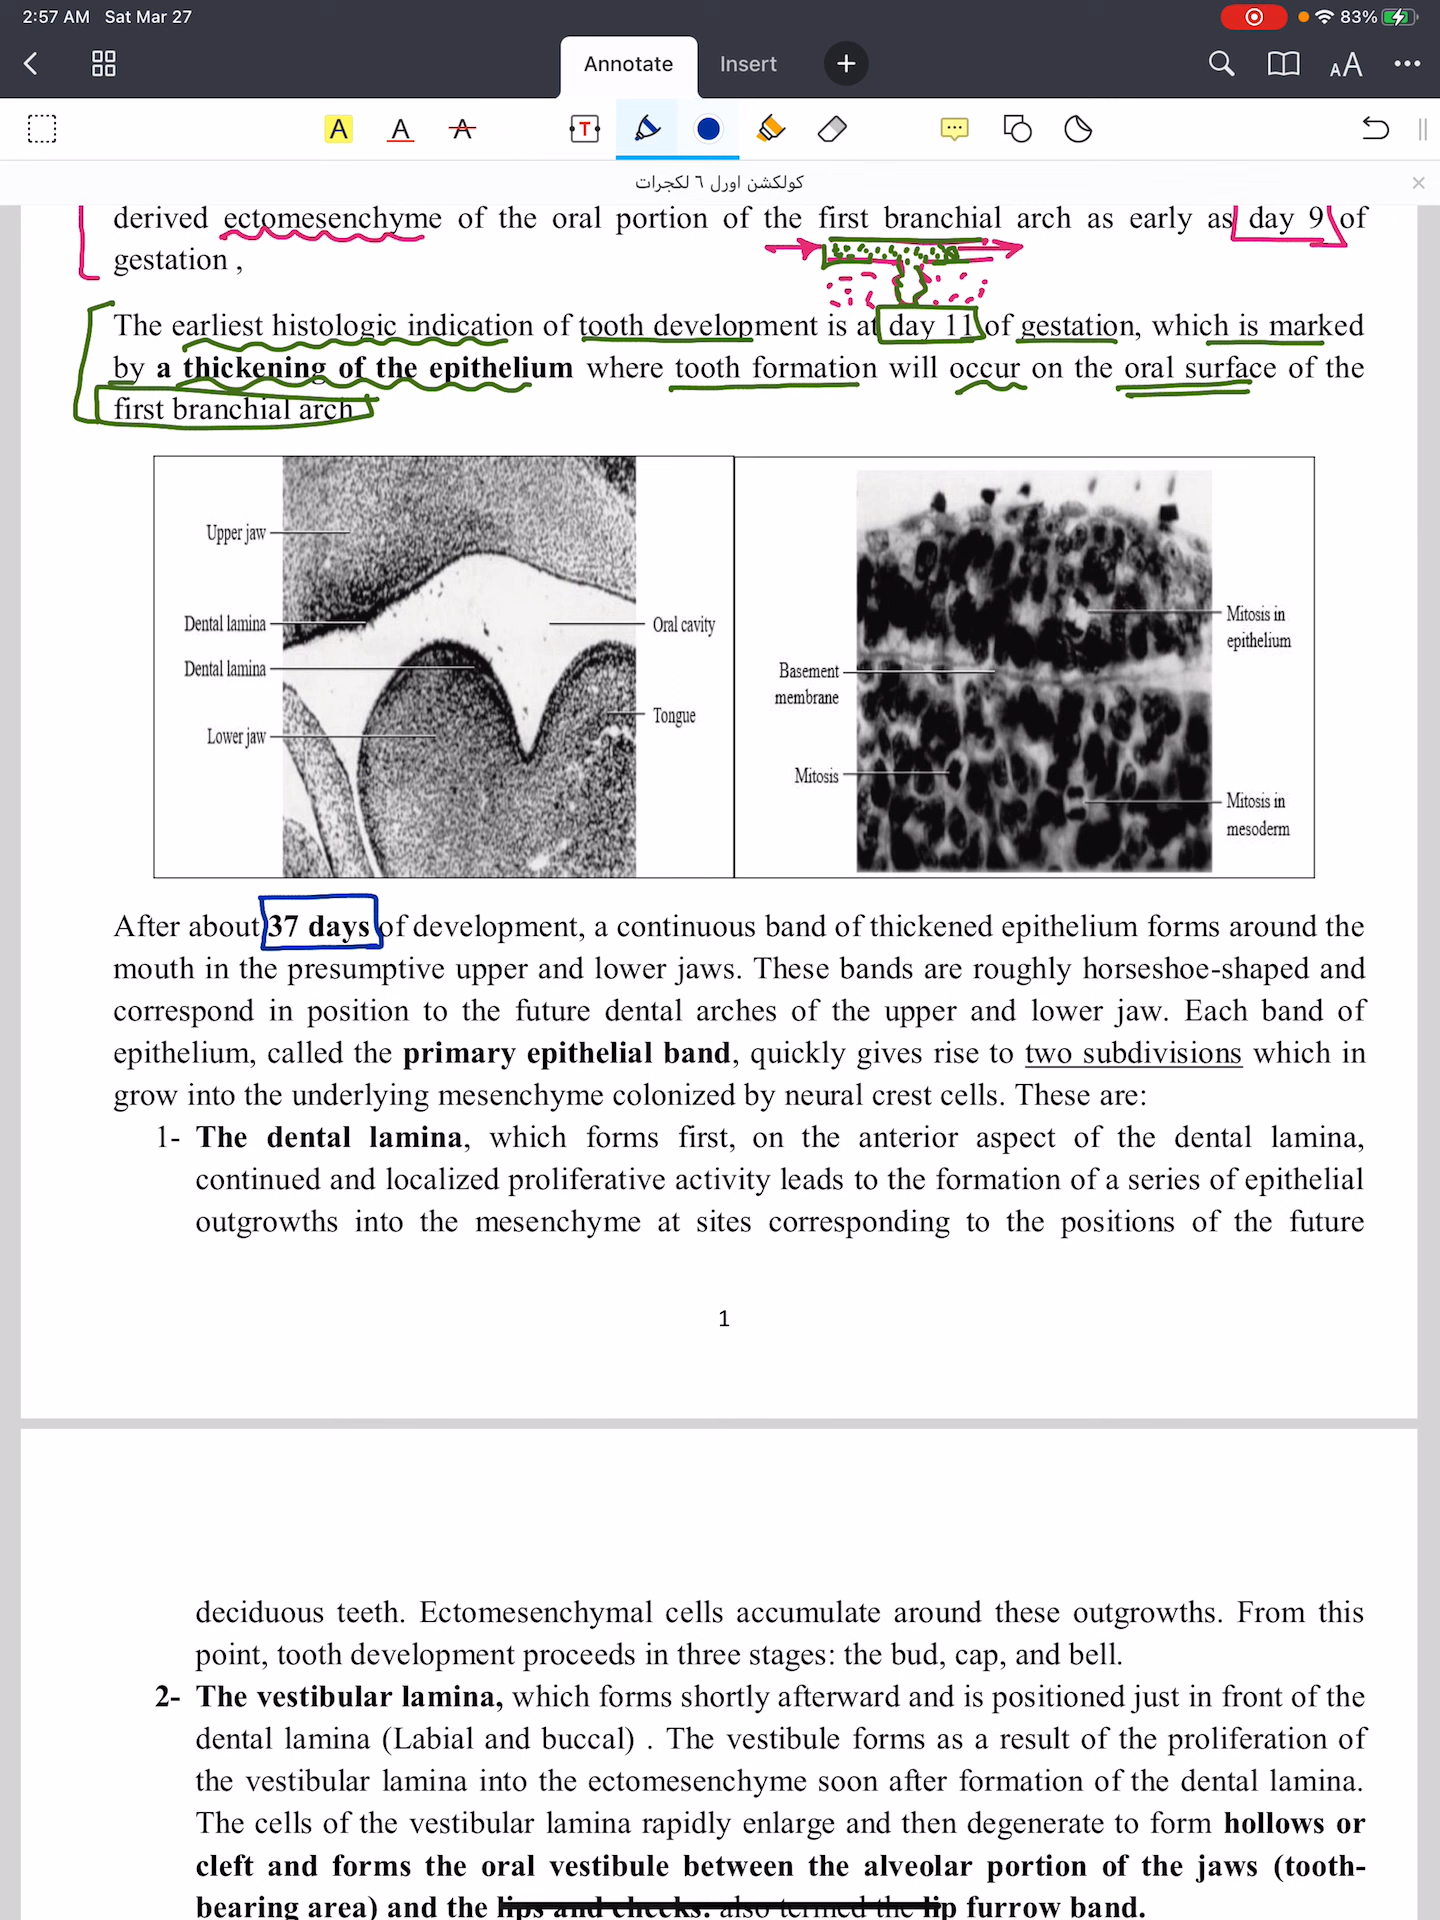 2:57 AM Sat Mar 27
83%
Annotate
Insert
AA
A A A T
كولكشن اورل ٦ لكجرات
derived ectomesenchyme of the oral portion of the first branchial arch as early as day 9 of
gestation ,
The earliest histologic indication of tooth development is at day 11 of gestation, which is marked
by a thickening of the epithelium where tooth formation will occur on the oral surface of the
first branchial arch
Upper jaw
Dental lamina
Oral cavity
Dental lamina
Tongue
Lower jaw
Mitosis in
epithelium
Basement
membrane
Mitosis
Mitosis in
mesoderm
After about 37 days of development, a continuous band of thickened epithelium forms around the
mouth in the presumptive upper and lower jaws. These bands are roughly horseshoe-shaped and
correspond in position to the future dental arches of the upper and lower jaw. Each band of
epithelium, called the primary epithelial band, quickly gives rise to two subdivisions which in
grow into the underlying mesenchyme colonized by neural crest cells. These are:
1- The dental lamina, which forms first, on the anterior aspect of the dental lamina,
continued and localized proliferative activity leads to the formation of a series of epithelial
outgrowths into the mesenchyme at sites corresponding to the positions of the future
1
deciduous teeth. Ectomesenchymal cells accumulate around these outgrowths. From this
point, tooth development proceeds in three stages: the bud, cap, and bell.
2- The vestibular lamina, which forms shortly afterward and is positioned just in front of the
dental lamina (Labial and buccal) . The vestibule forms as a result of the proliferation of
the vestibular lamina into the ectomesenchyme soon after formation of the dental lamina.
The cells of the vestibular lamina rapidly enlarge and then degenerate to form hollows or
cleft and forms the oral vestibule between the alveolar portion of the jaws (tooth-
bearing area) and the lips and cheeks. also termed the lip furrow band.